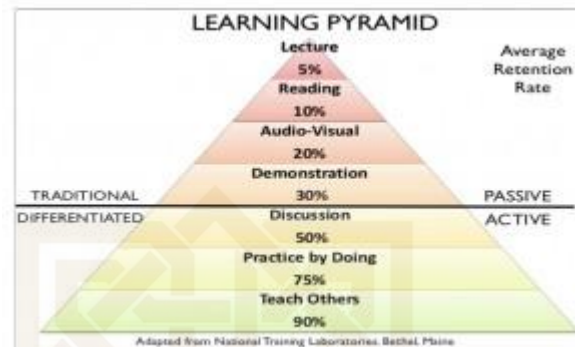 LEARNING PYRAMID
Lecture
5%
Average
Retention
Rate
Reading
10%
Audio-Visual
20%
Demonstration
30%
TRADITIONAL
PASSIVE
DIFFERENTIATED
ACTIVE
Discussion
50%
Practice by Doing
75%
Teach Others
90%
Adapted from National Training Laboratories. Bethel, Maine